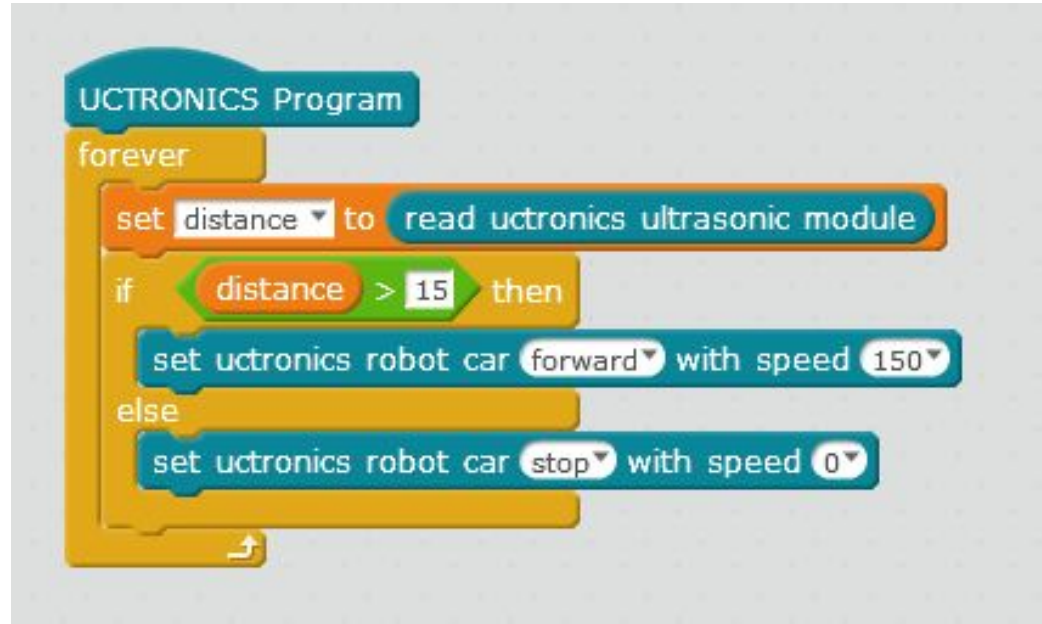 UCTRONICS Program
forever
set distance to read uctronics ultrasonic module
if distance > 15 then
set uctronics robot car forward with speed 150
else
set uctronics robot car stop with speed 0